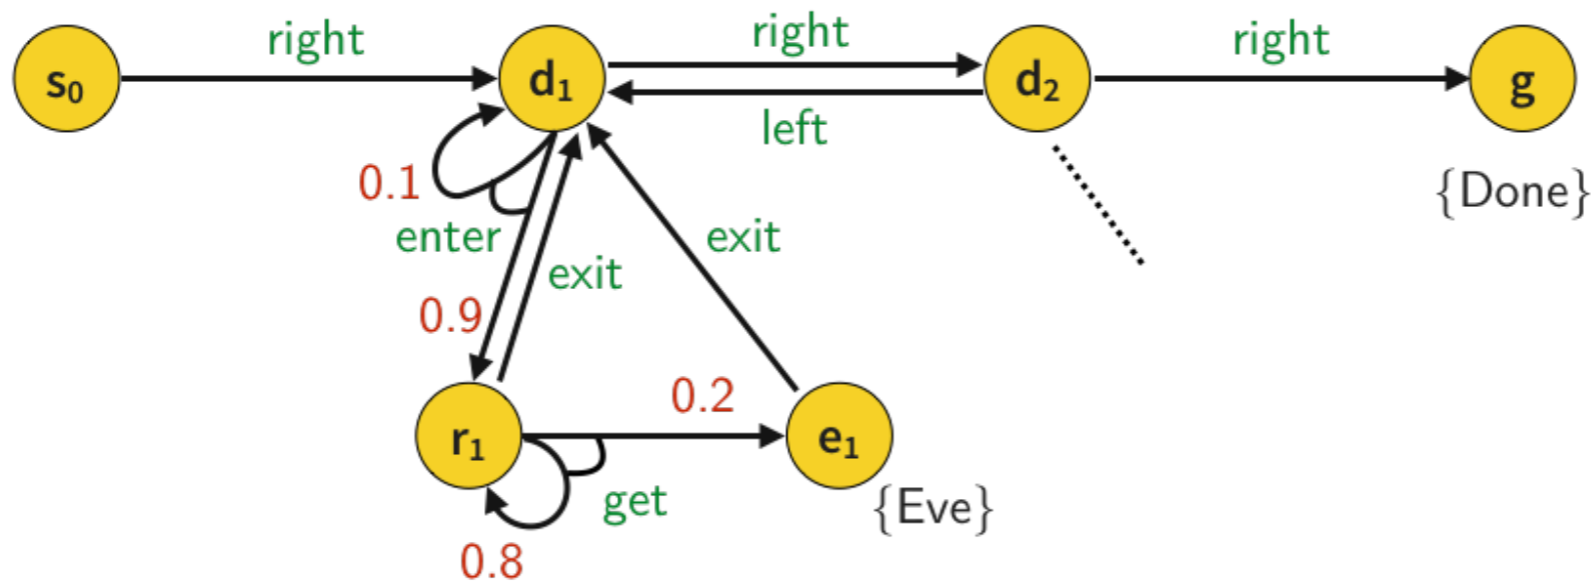 right
right
right
s₀
d₁
d₂
g
left
0.1
{Done}
enter
exit
exit
0.9
0.2
r₁
e₁
get
{Eve}
0.8